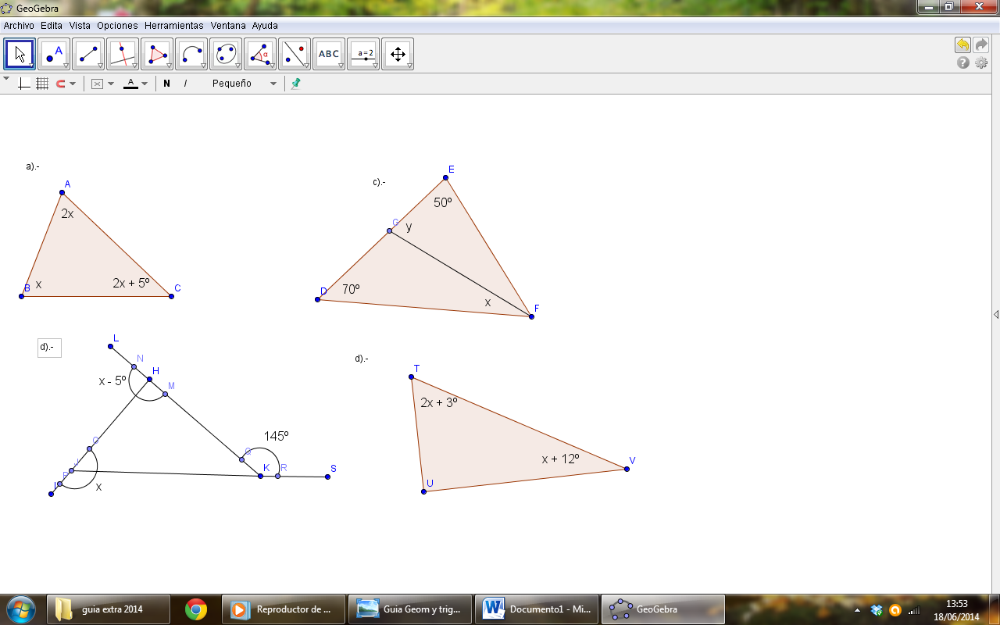 GeoGebra
Archivo Edita Vista Opciones Herramientas Ventana Ayuda
A α ABC a = 2
A N I Pequeño
a).-
A
2x
B x 2x + 5º C
c).-
E
50º
G y
D 70º
x F
d).-
L
N
H
x - 5º M
145º
O Q
J K R S
P
I x
d).-
T
2x + 3º
x + 12º V
U
guia extra 2014 Reproductor de ... Guia Geom y trig... Documento1 - Mi... GeoGebra
13:53
18/06/2014